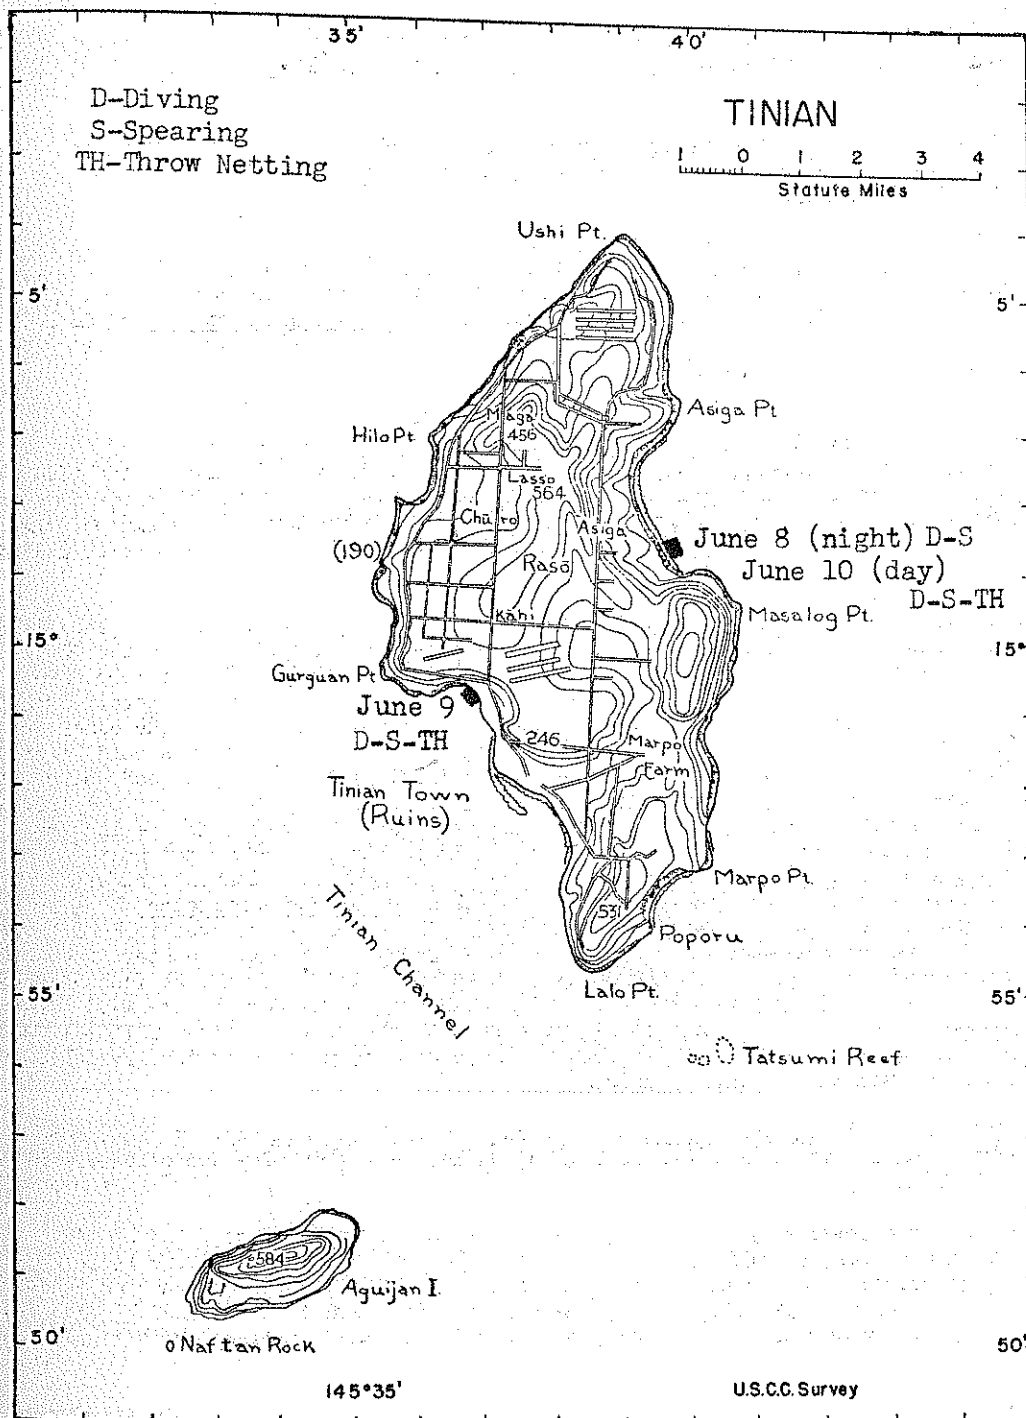 35'
40'
D-Diving
S-Spearing
TH-Throw Netting
TINIAN
1 0 1 2 3 4
Statute Miles
Ushi Pt.
5'
5'
Asiga Pt
Maga
456
Hilo Pt.
Lasso
564
Chūro
Asiga
(190)
Rasō
June 8 (night) D-S
June 10 (day)
D-S-TH
Masalog Pt.
Kahi
15°
15°
Gurguan Pt
June 9
D-S-TH
246
Marpo
Farm
Tinian Town
(Ruins)
Marpo Pt.
531
Poporu
Tinian Channel
Lalo Pt.
55'
55'
Tatsumi Reef
584
Aguijan I.
50'
Naftan Rock
50'
145°35'
U.S.C.C. Survey